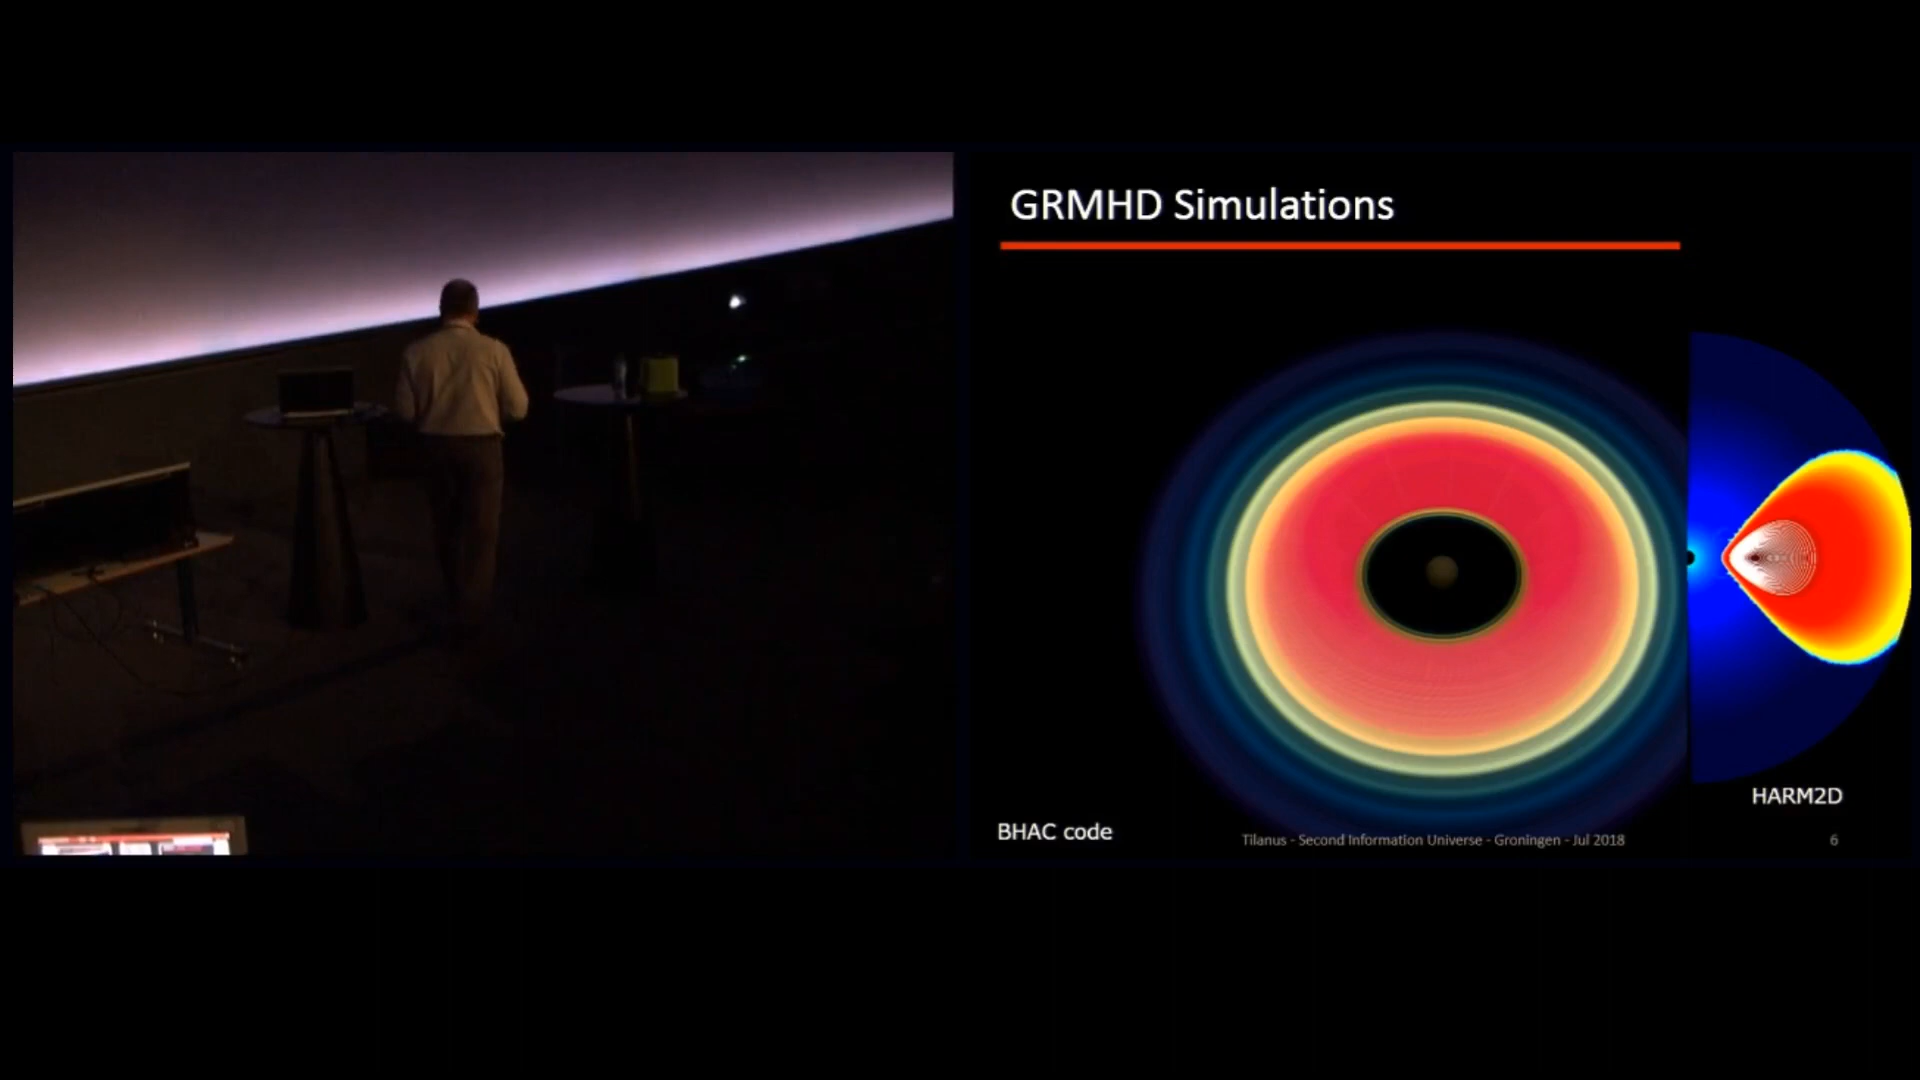 GRMHD Simulations
HARM2D
BHAC code
Tilanus - Second Information Universe - Groningen - Jul 2018
6